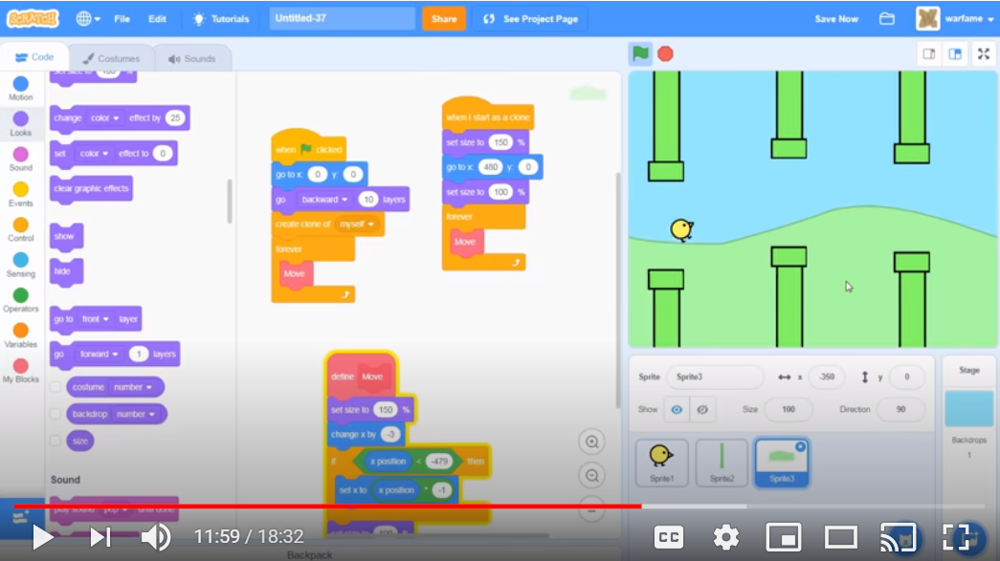 SCRATCH File Edit Tutorials Untitled-37 Share See Project Page Save Now warfame
Code Costumes Sounds
Motion
Looks
Sound
Events
Control
Sensing
Operators
Variables
My Blocks
change color effect by 25
set color effect to 0
clear graphic effects
show
hide
go to front layer
go forward 1 layers
costume number
backdrop number
size
Sound
when clicked
go to x: 0 y: 0
go backward 10 layers
create clone of myself
forever
Move
when I start as a clone
set size to 150 %
go to x: 480 y: 0
set size to 100 %
forever
Move
define Move
set size to 150 %
change x by -3
if x position < -479 then
set x to x position * -1
Sprite Sprite3 x -350 y 0
Show Size 100 Direction 90
Sprite1 Sprite2 Sprite3
Stage
Backdrops
1
11:59 / 18:32
CC
Backpack